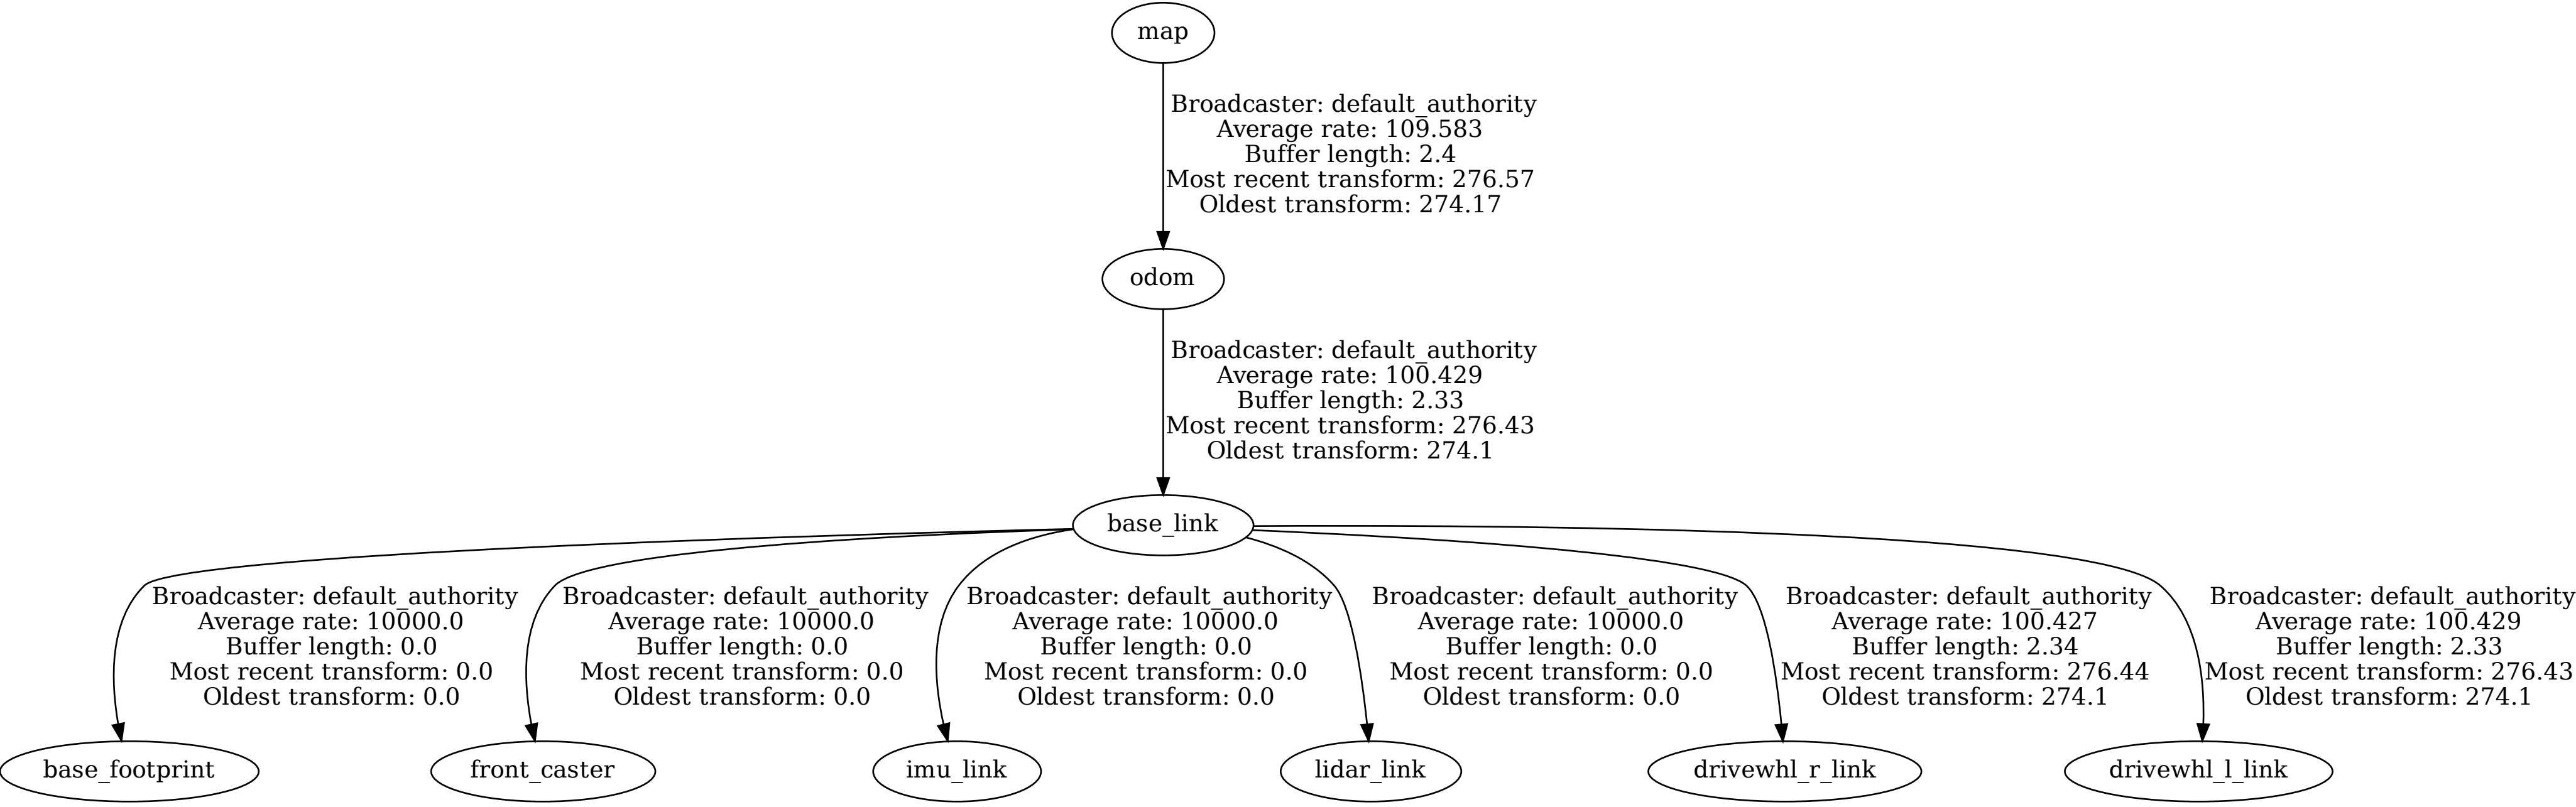 map
Broadcaster: default_authority
Average rate: 109.583
Buffer length: 2.4
Most recent transform: 276.57
Oldest transform: 274.17
odom
Broadcaster: default_authority
Average rate: 100.429
Buffer length: 2.33
Most recent transform: 276.43
Oldest transform: 274.1
base_link
Broadcaster: default_authority
Average rate: 10000.0
Buffer length: 0.0
Most recent transform: 0.0
Oldest transform: 0.0
Broadcaster: default_authority
Average rate: 10000.0
Buffer length: 0.0
Most recent transform: 0.0
Oldest transform: 0.0
Broadcaster: default_authority
Average rate: 10000.0
Buffer length: 0.0
Most recent transform: 0.0
Oldest transform: 0.0
Broadcaster: default_authority
Average rate: 10000.0
Buffer length: 0.0
Most recent transform: 0.0
Oldest transform: 0.0
Broadcaster: default_authority
Average rate: 100.427
Buffer length: 2.34
Most recent transform: 276.44
Oldest transform: 274.1
Broadcaster: default_authority
Average rate: 100.429
Buffer length: 2.33
Most recent transform: 276.43
Oldest transform: 274.1
base_footprint
front_caster
imu_link
lidar_link
drivewhl_r_link
drivewhl_l_link